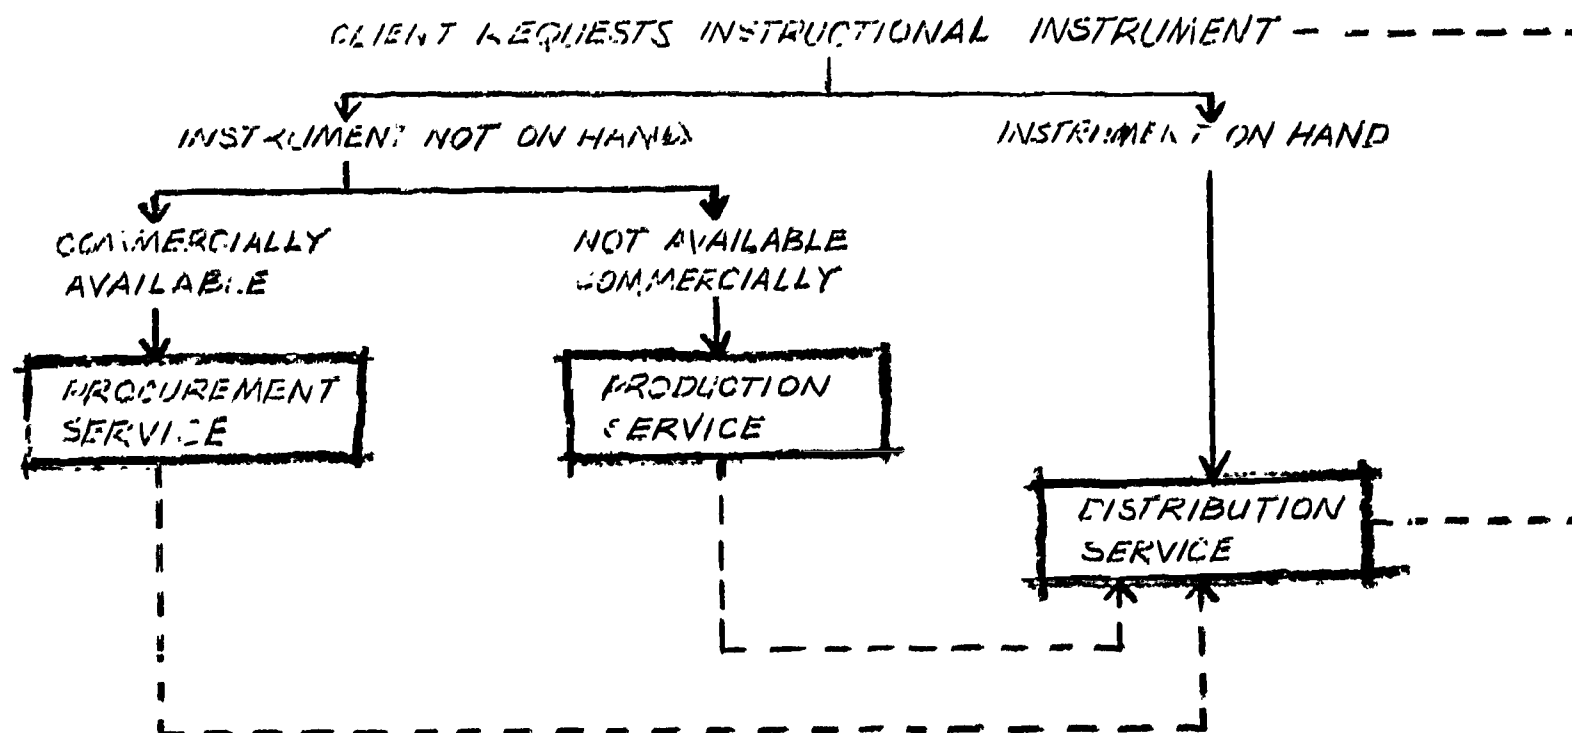 CLIENT REQUESTS INSTRUCTIONAL INSTRUMENT
INSTRUMENT NOT ON HAND
INSTRUMENT ON HAND
COMMERCIALLY
AVAILABLE
NOT AVAILABLE
COMMERCIALLY
PROCUREMENT
SERVICE
PRODUCTION
SERVICE
DISTRIBUTION
SERVICE